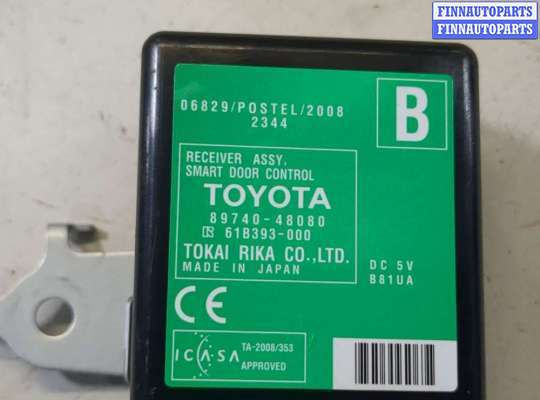 FINNAUTOPARTS
FINNAUTOPARTS
06829/POSTEL/2008
2344
B
RECEIVER ASSY.
SMART DOOR CONTROL
TOYOTA
89740-48080
61B393-000
TOKAI RIKA CO.,LTD.
MADE IN JAPAN
DC 5V
B81UA
CE
ICASA
TA-2008/353
APPROVED